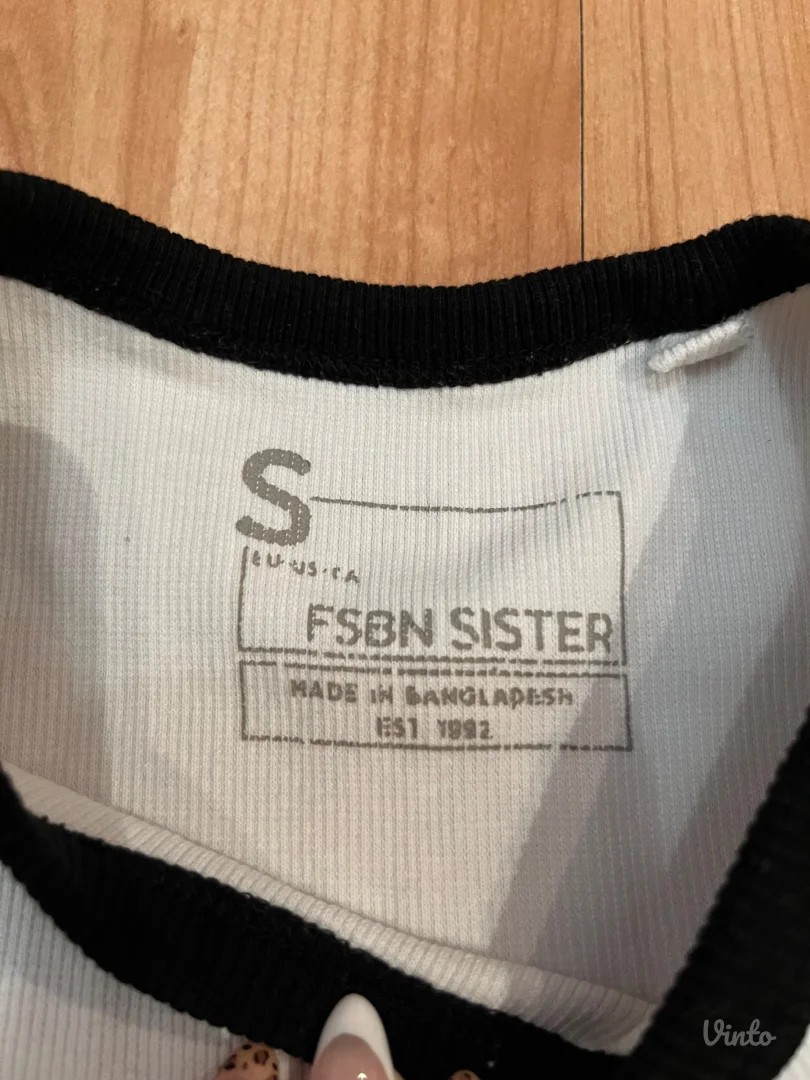 S
EU·US·CA
FSBN SISTER
MADE IN BANGLADESH
EST 1992
Vinto